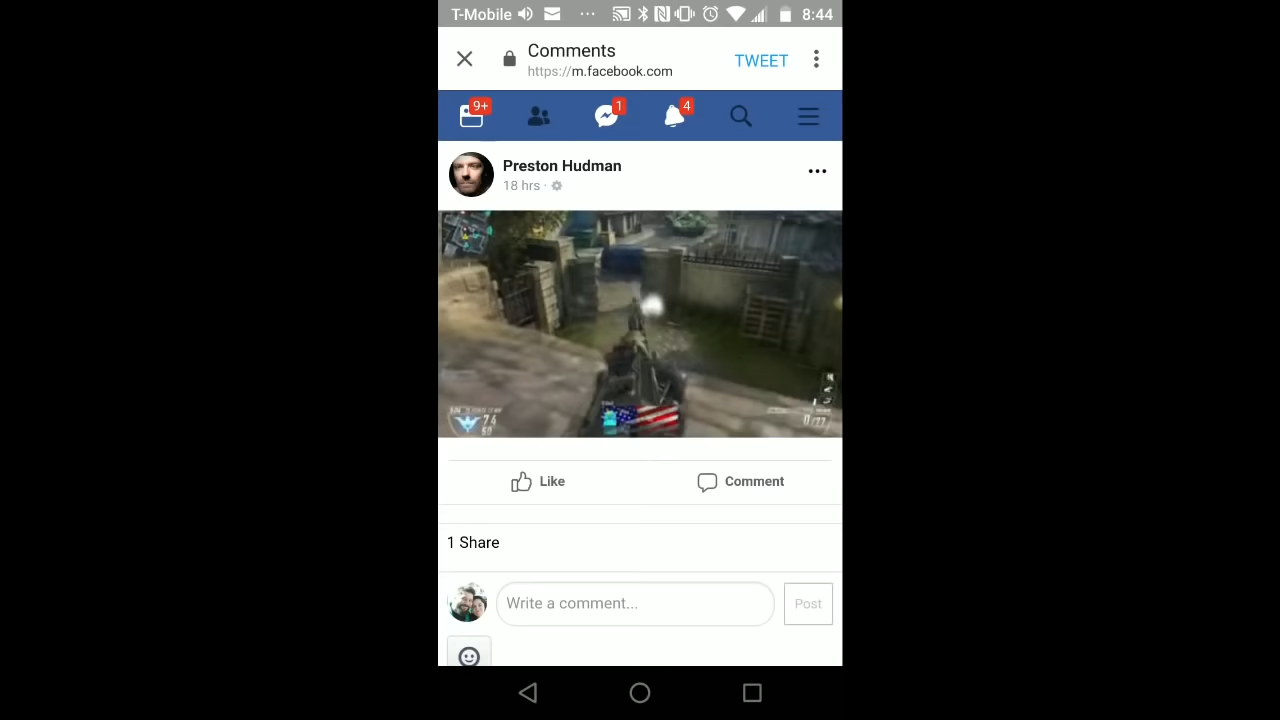 T-Mobile 8:44
Comments
https://m.facebook.com
TWEET
9+ 1 4
Preston Hudman
18 hrs ·
74
Like Comment
1 Share
Write a comment... Post